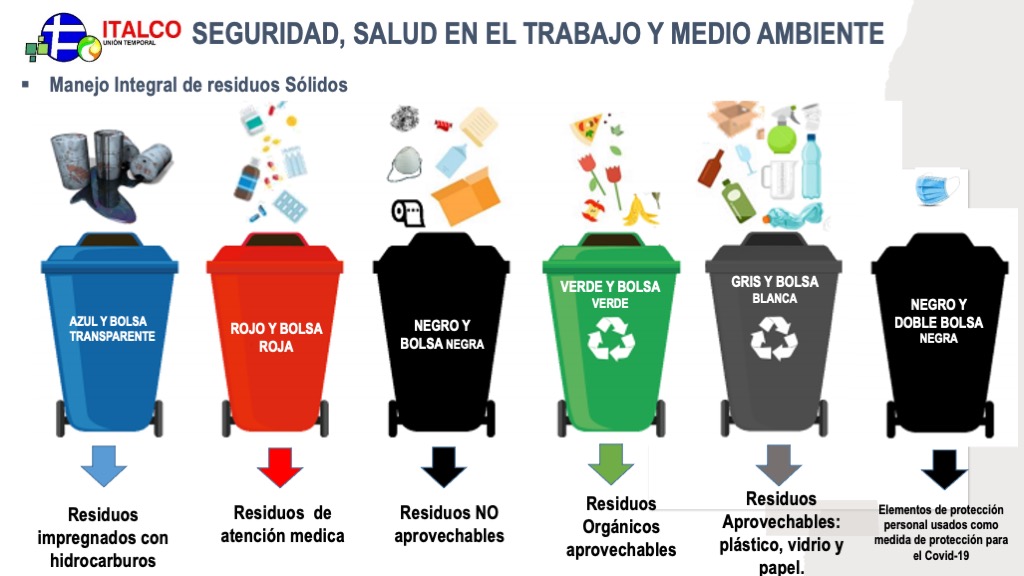 ITALCO
UNIÓN TEMPORAL
SEGURIDAD, SALUD EN EL TRABAJO Y MEDIO AMBIENTE
▪ Manejo Integral de residuos Sólidos
AZUL Y BOLSA
TRANSPARENTE
ROJO Y BOLSA
ROJA
NEGRO Y
BOLSA NEGRA
VERDE Y BOLSA
VERDE
GRIS Y BOLSA
BLANCA
NEGRO Y
DOBLE BOLSA
NEGRA
Residuos
impregnados con
hidrocarburos
Residuos de
atención medica
Residuos NO
aprovechables
Residuos
Orgánicos
aprovechables
Residuos
Aprovechables:
plástico, vidrio y
papel.
Elementos de protección
personal usados como
medida de protección para
el Covid-19